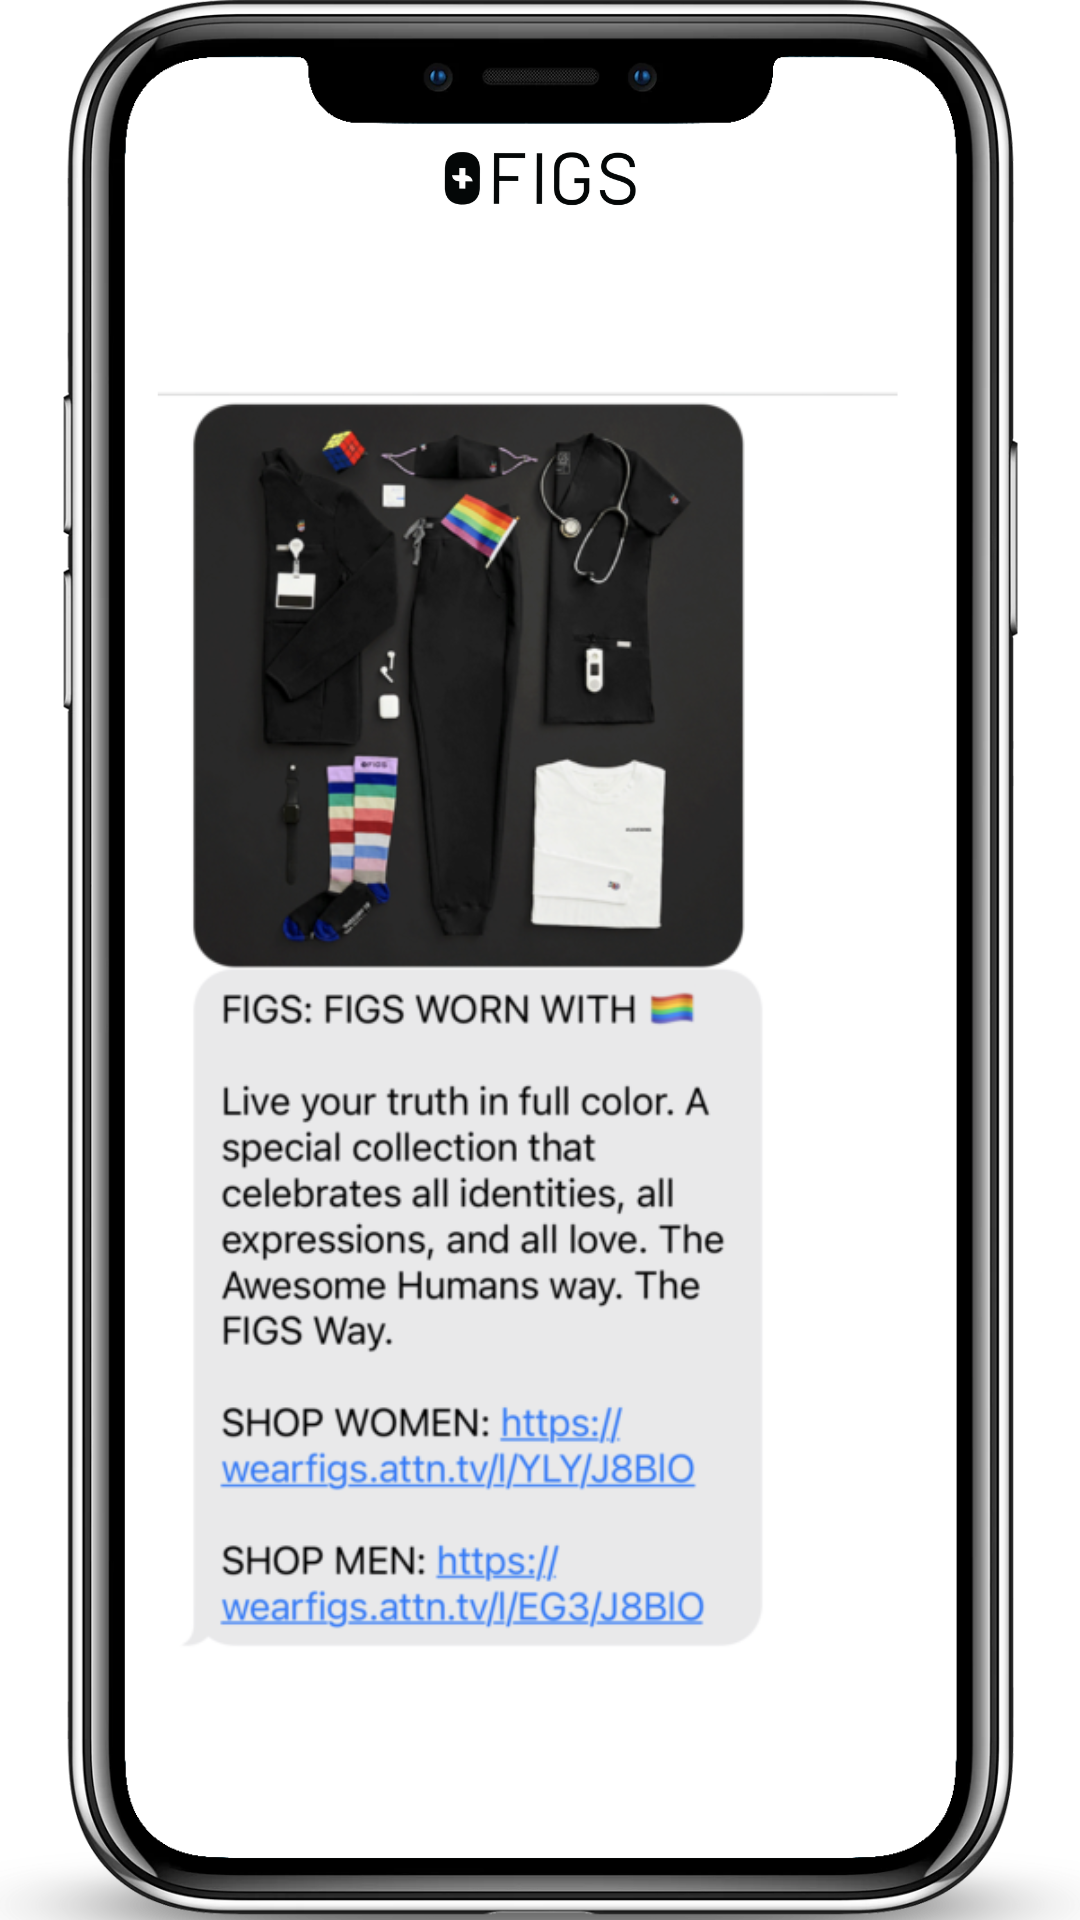 FIGS
FIGS
FIGS: FIGS WORN WITH 🏳️‍🌈
Live your truth in full color. A
special collection that
celebrates all identities, all
expressions, and all love. The
Awesome Humans way. The
FIGS Way.
SHOP WOMEN: https://
wearfigs.attn.tv/l/YLY/J8BlO
SHOP MEN: https://
wearfigs.attn.tv/l/EG3/J8BlO